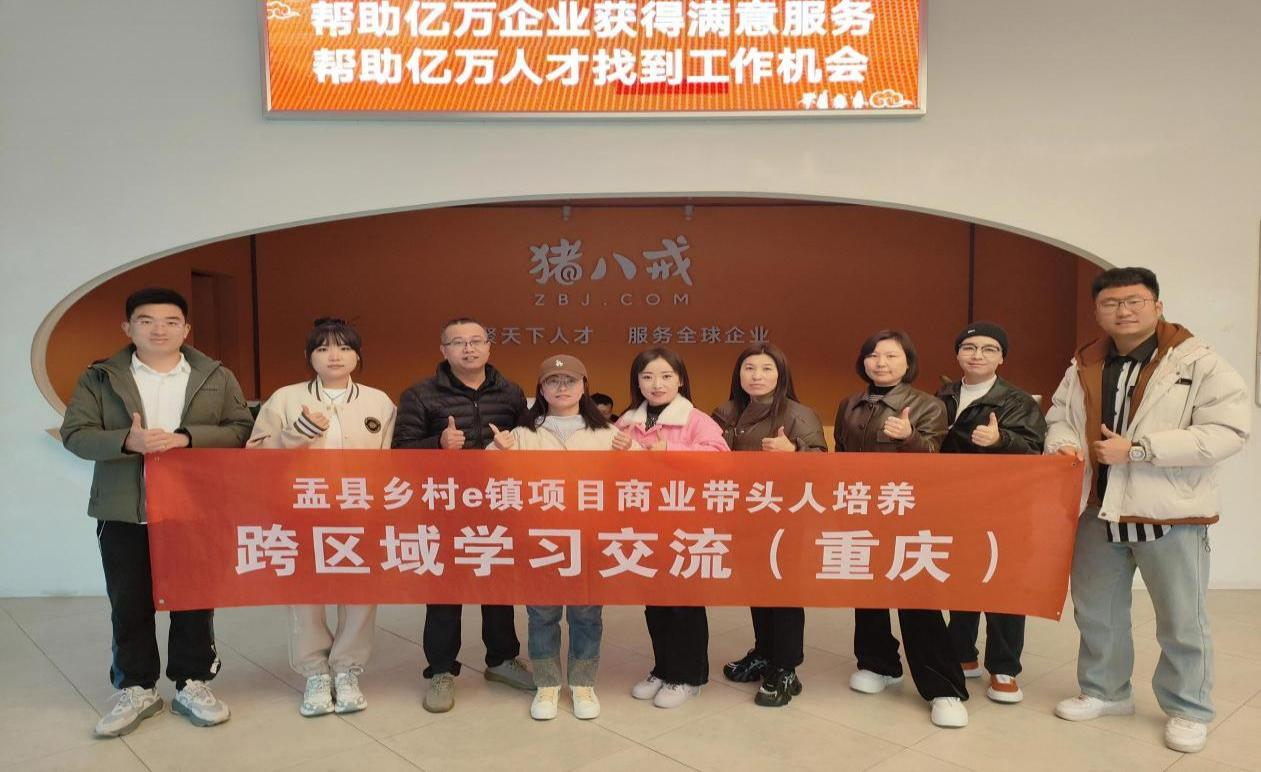 帮助亿万企业获得满意服务
帮助亿万人才找到工作机会
猪八戒
ZBJ.COM
聚天下人才 服务全球企业
盂县乡村e镇项目商业带头人培养
跨区域学习交流（重庆）